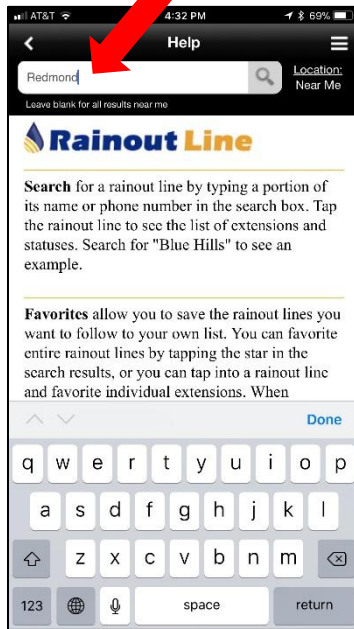 AT&T 4:32 PM 69%
Help
Redmond
Location:
Near Me
Leave blank for all results near me
Rainout Line
Search for a rainout line by typing a portion of
its name or phone number in the search box. Tap
the rainout line to see the list of extensions and
statuses. Search for "Blue Hills" to see an
example.
Favorites allow you to save the rainout lines you
want to follow to your own list. You can favorite
entire rainout lines by tapping the star in the
search results, or you can tap into a rainout line
and favorite individual extensions. When
Done
q w e r t y u i o p
a s d f g h j k l
z x c v b n m
123 space return